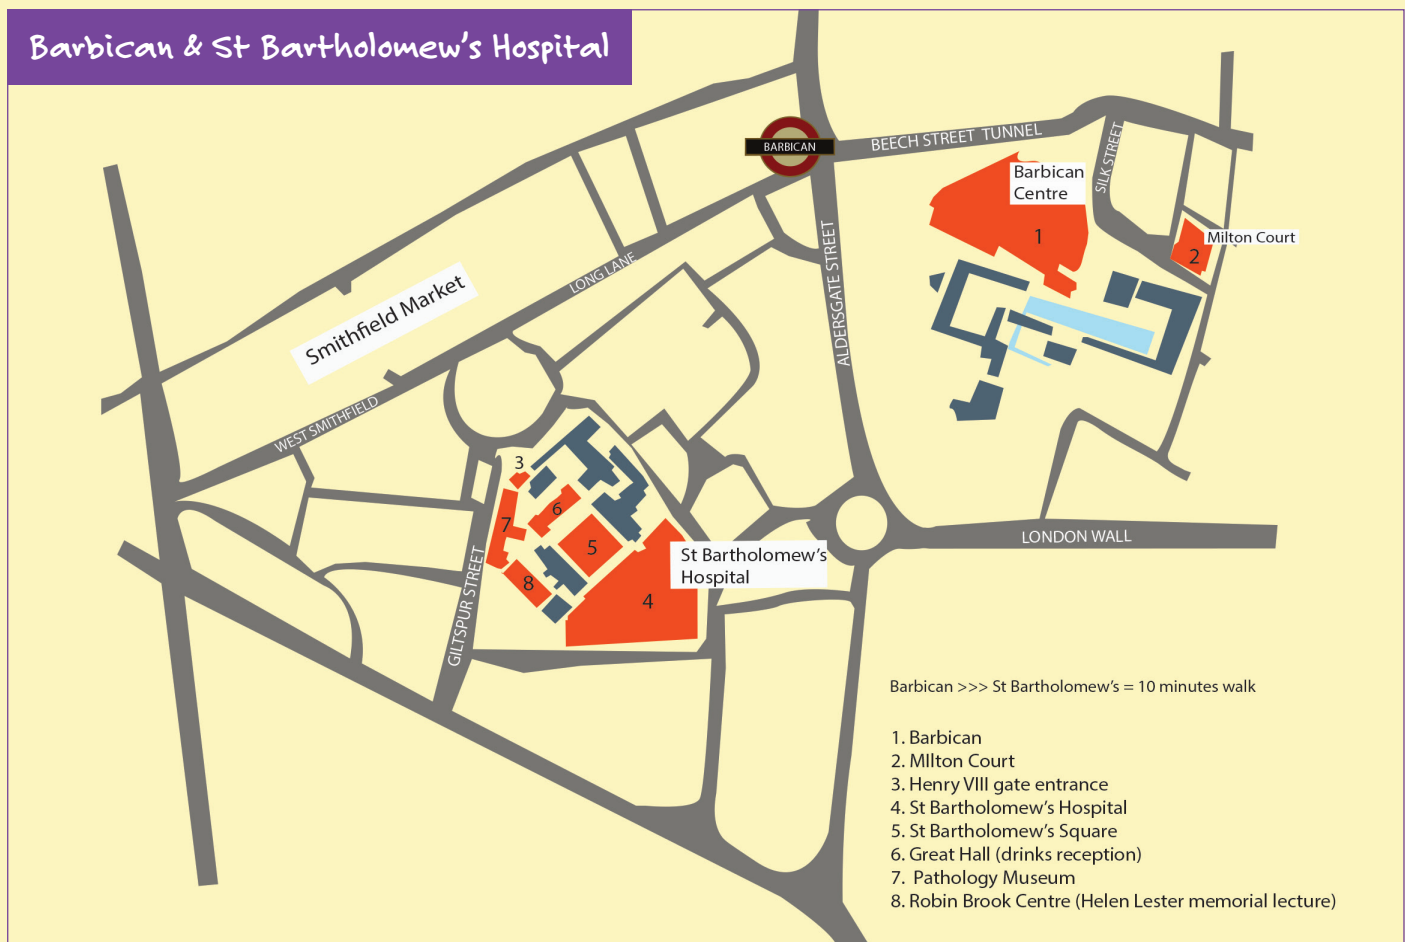 Barbican & St Bartholomew's Hospital
BARBICAN
BEECH STREET TUNNEL
SILK STREET
Barbican
Centre
1
Milton Court
2
ALDERSGATE STREET
LONG LANE
Smithfield Market
WEST SMITHFIELD
3
7
6
5
8
4
St Bartholomew's
Hospital
GILTSPUR STREET
LONDON WALL
Barbican >>> St Bartholomew's = 10 minutes walk
1. Barbican
2. MIlton Court
3. Henry VIII gate entrance
4. St Bartholomew's Hospital
5. St Bartholomew's Square
6. Great Hall (drinks reception)
7. Pathology Museum
8. Robin Brook Centre (Helen Lester memorial lecture)